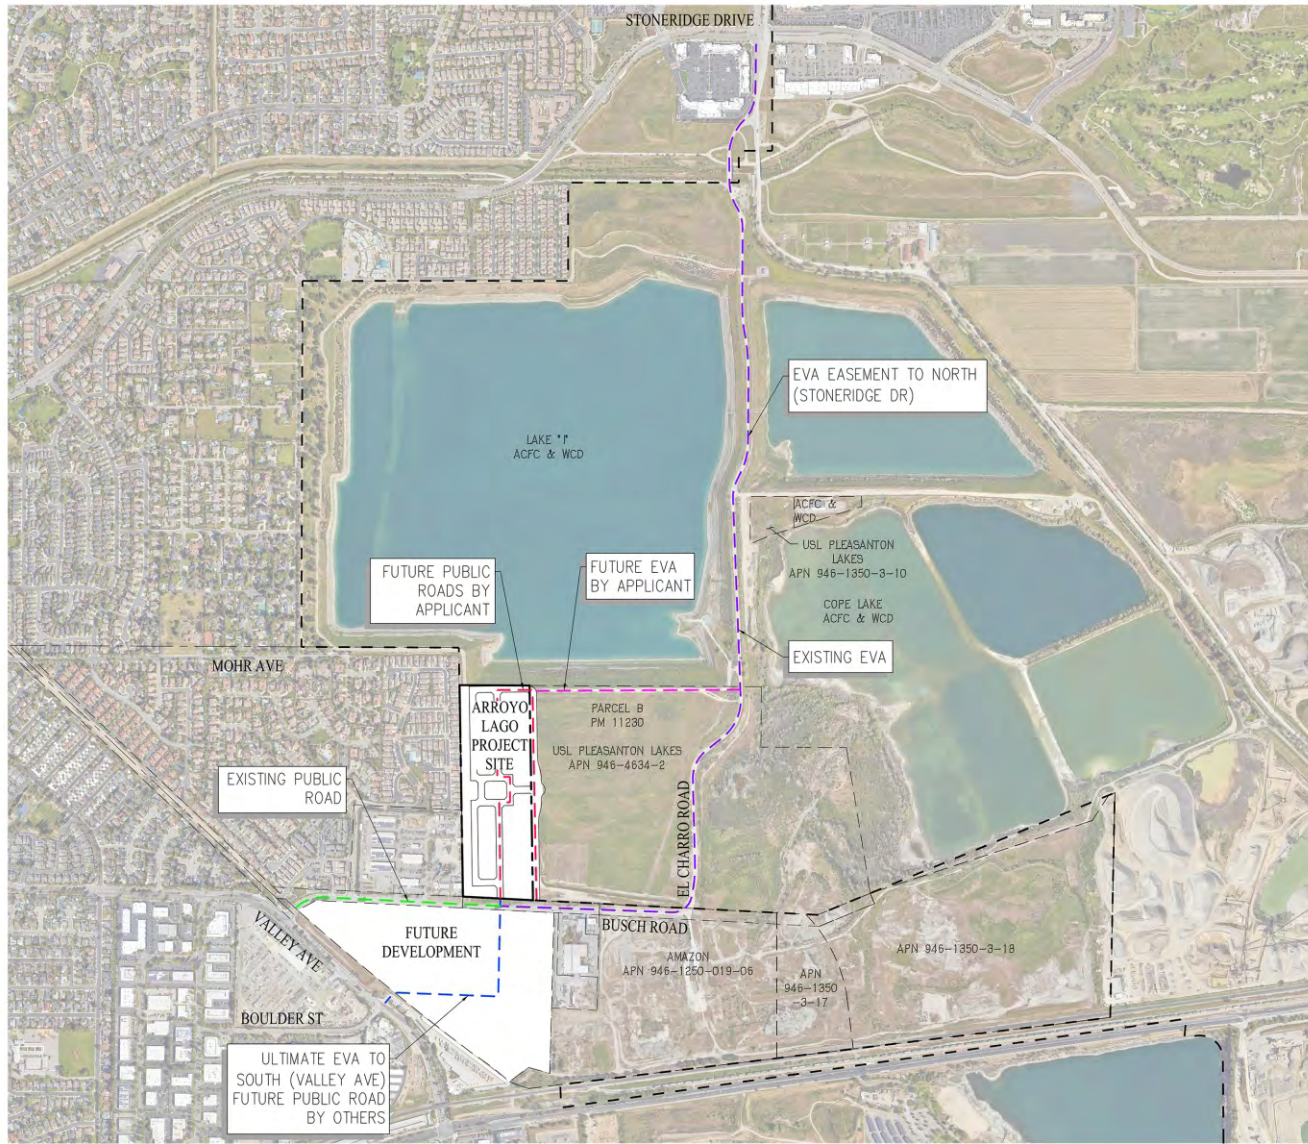 STONERIDGE DRIVE
EVA EASEMENT TO NORTH
(STONERIDGE DR)
LAKE "I"
ACFC & WCD
ACFC &
WCD
USL PLEASANTON
LAKES
APN 946-1350-3-10
FUTURE PUBLIC
ROADS BY
APPLICANT
FUTURE EVA
BY APPLICANT
COPE LAKE
ACFC & WCD
EXISTING EVA
MOHR AVE
ARROYO
LAGO
PROJECT
SITE
PARCEL B
PM 11230
USL PLEASANTON LAKES
APN 946-4634-2
EXISTING PUBLIC
ROAD
EL CHARRO ROAD
VALLEY AVE
FUTURE
DEVELOPMENT
BUSCH ROAD
AMAZON
APN 946-1250-019-06
APN
946-1350
-3-17
APN 946-1350-3-18
BOULDER ST
ULTIMATE EVA TO
SOUTH (VALLEY AVE)
FUTURE PUBLIC ROAD
BY OTHERS